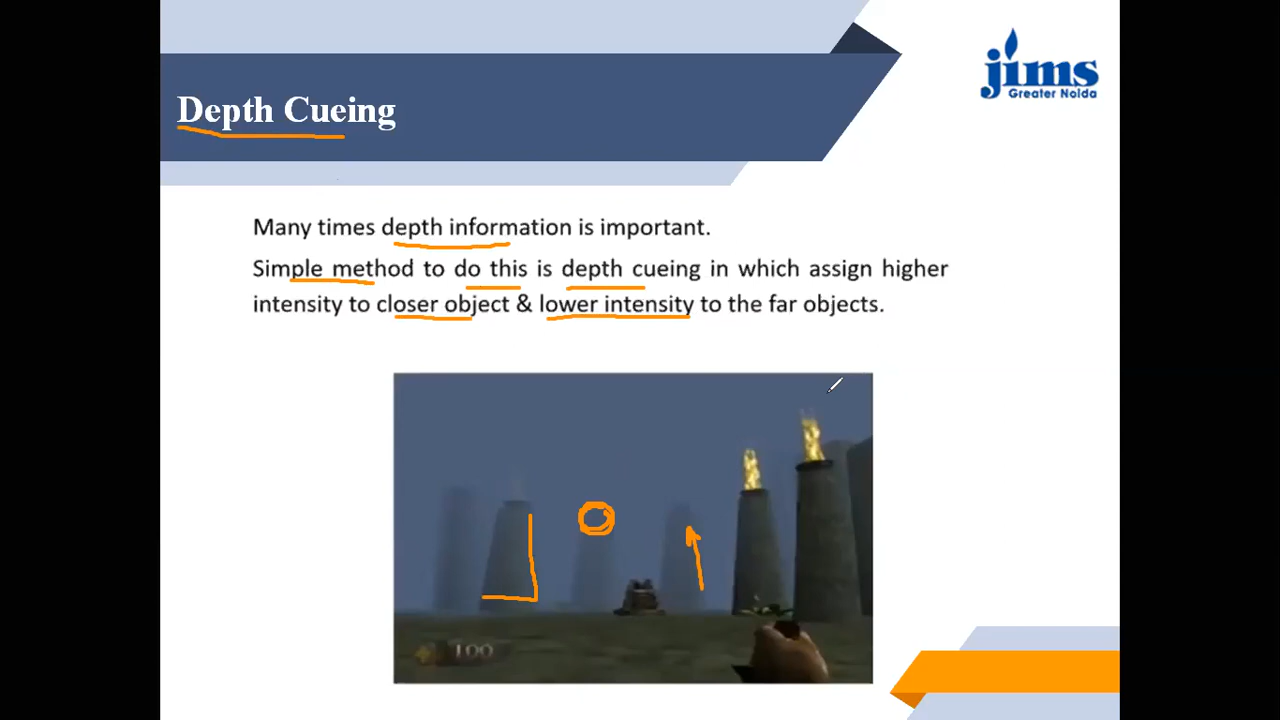 jims
Greater Noida
Depth Cueing
Many times depth information is important.
Simple method to do this is depth cueing in which assign higher
intensity to closer object & lower intensity to the far objects.
100